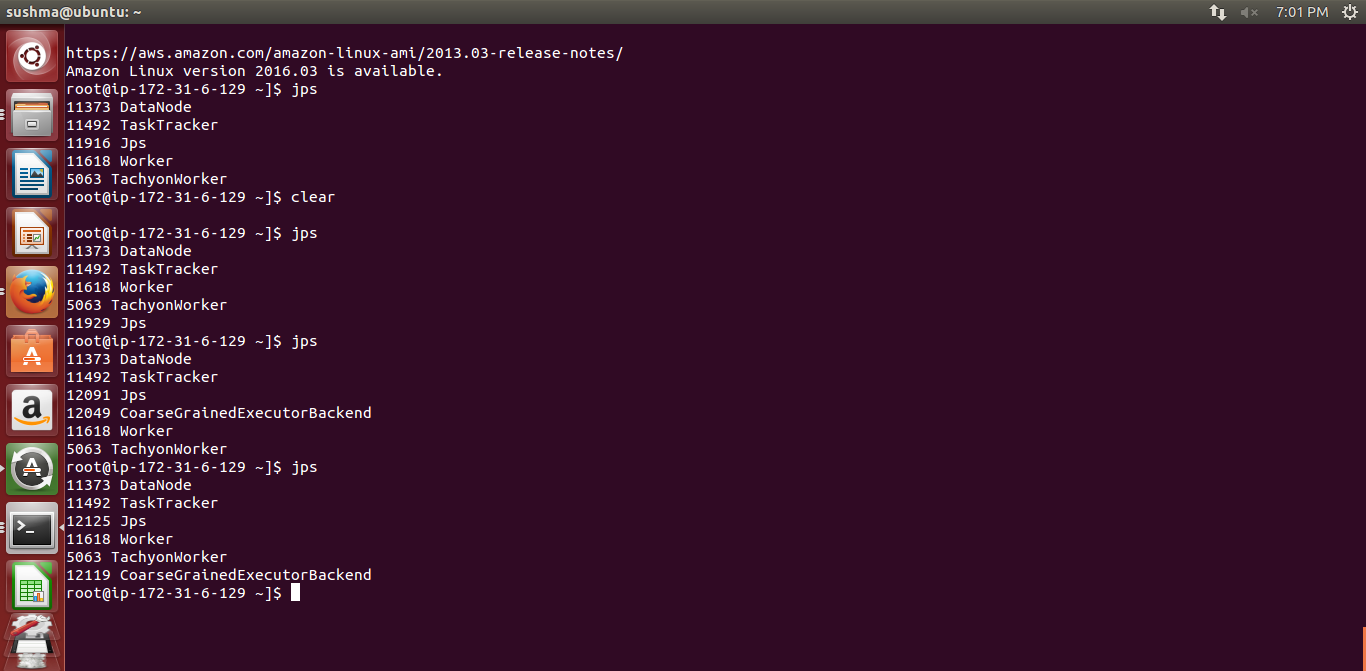 sushma@ubuntu: ~
7:01 PM
https://aws.amazon.com/amazon-linux-ami/2013.03-release-notes/
Amazon Linux version 2016.03 is available.
root@ip-172-31-6-129 ~]$ jps
11373 DataNode
11492 TaskTracker
11916 Jps
11618 Worker
5063 TachyonWorker
root@ip-172-31-6-129 ~]$ clear
root@ip-172-31-6-129 ~]$ jps
11373 DataNode
11492 TaskTracker
11618 Worker
5063 TachyonWorker
11929 Jps
root@ip-172-31-6-129 ~]$ jps
11373 DataNode
11492 TaskTracker
12091 Jps
12049 CoarseGrainedExecutorBackend
11618 Worker
5063 TachyonWorker
root@ip-172-31-6-129 ~]$ jps
11373 DataNode
11492 TaskTracker
12125 Jps
11618 Worker
5063 TachyonWorker
12119 CoarseGrainedExecutorBackend
root@ip-172-31-6-129 ~]$